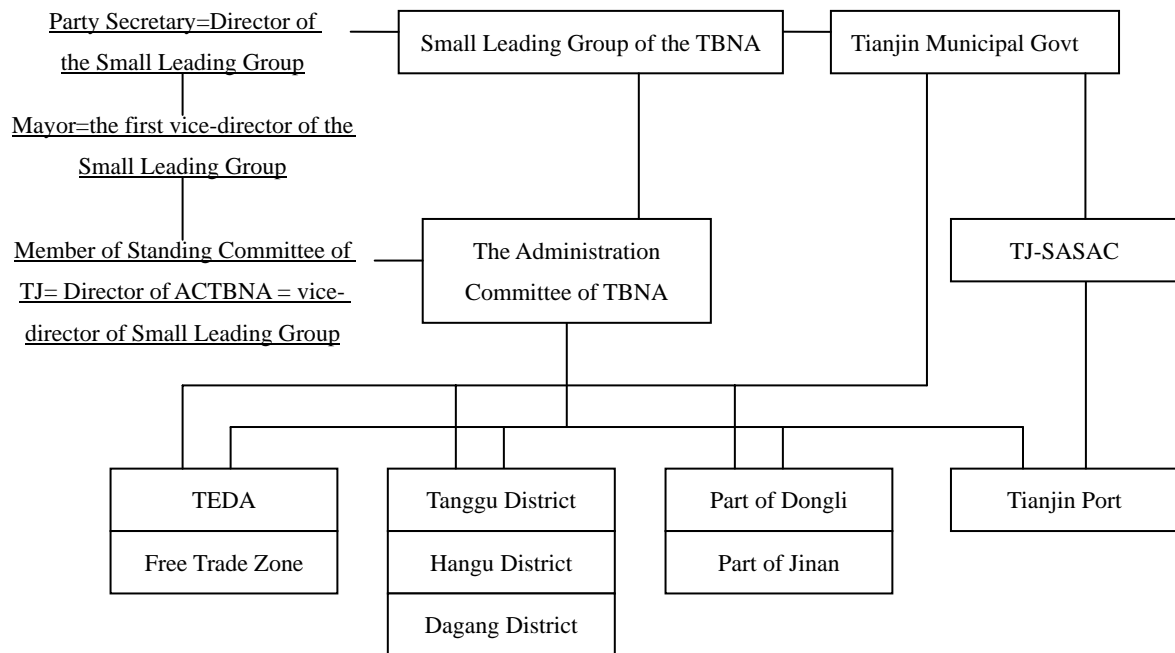 Party Secretary=Director of
the Small Leading Group
Small Leading Group of the TBNA
Tianjin Municipal Govt
Mayor=the first vice-director of the
Small Leading Group
Member of Standing Committee of
TJ= Director of ACTBNA = vice-
director of Small Leading Group
The Administration
Committee of TBNA
TJ-SASAC
TEDA
Free Trade Zone
Tanggu District
Hangu District
Dagang District
Part of Dongli
Part of Jinan
Tianjin Port